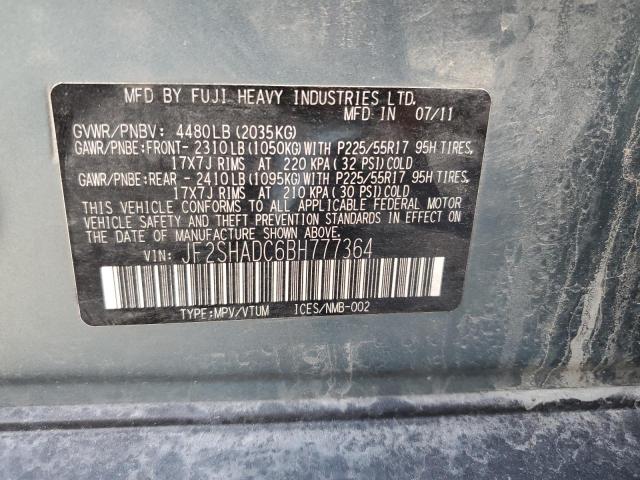 MFD BY FUJI HEAVY INDUSTRIES LTD.
MFD IN 07/11
GVWR/PNBV: 4480LB (2035KG)
GAWR/PNBE:FRONT- 2310LB(1050KG)WITH P225/55R17 95H TIRES,
17X7J RIMS AT 220 KPA(32 PSI)COLD
GAWR/PNBE:REAR - 2410LB(1095KG)WITH P225/55R17 95H TIRES,
17X7J RIMS AT 210 KPA(30 PSI)COLD
THIS VEHICLE CONFORMS TO ALL APPLICABLE FEDERAL MOTOR
VEHICLE SAFETY AND THEFT PREVENTION STANDARDS IN EFFECT ON
THE DATE OF MANUFACTURE SHOWN ABOVE.
VIN: JF2SHADC6BH777364
TYPE:MPV/VTUM ICES/NMB-002